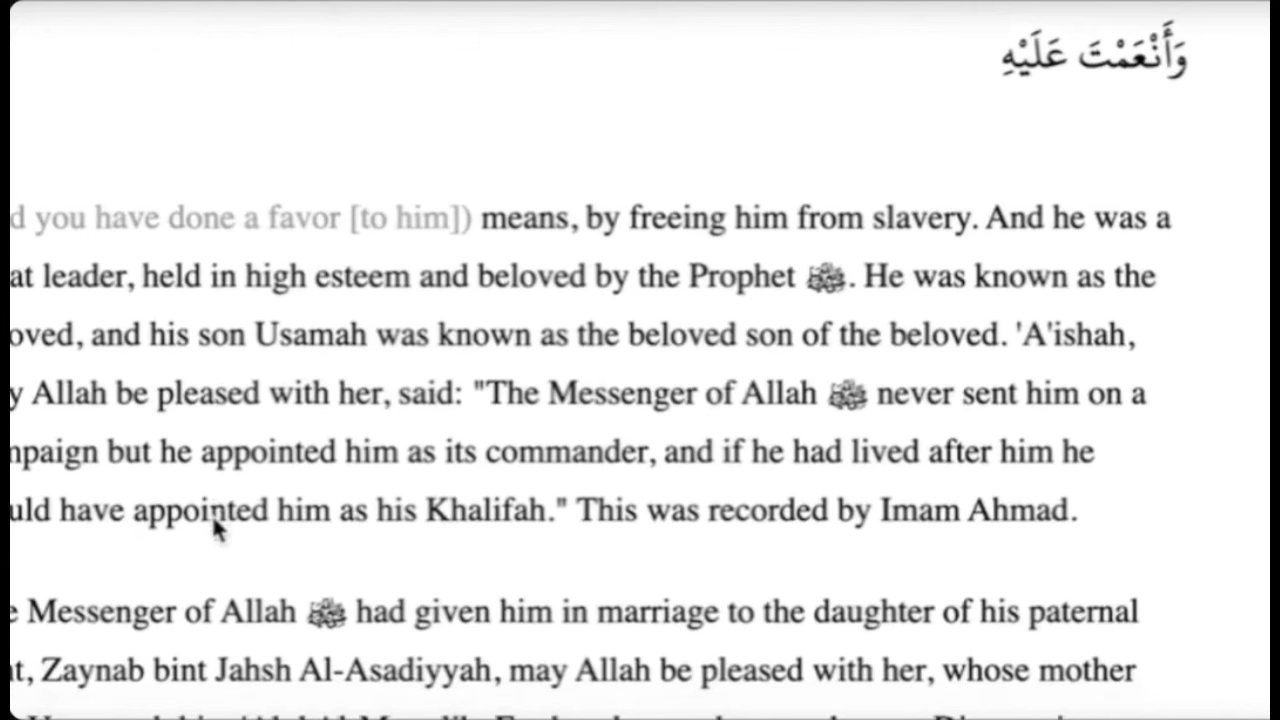 وَأَنْعَمْتَ عَلَيْهِ
d you have done a favor [to him]) means, by freeing him from slavery. And he was a
at leader, held in high esteem and beloved by the Prophet ﷺ. He was known as the
oved, and his son Usamah was known as the beloved son of the beloved. 'A'ishah,
y Allah be pleased with her, said: "The Messenger of Allah ﷺ never sent him on a
npaign but he appointed him as its commander, and if he had lived after him he
uld have appointed him as his Khalifah." This was recorded by Imam Ahmad.
e Messenger of Allah ﷺ had given him in marriage to the daughter of his paternal
t, Zaynab bint Jahsh Al-Asadiyyah, may Allah be pleased with her, whose mother